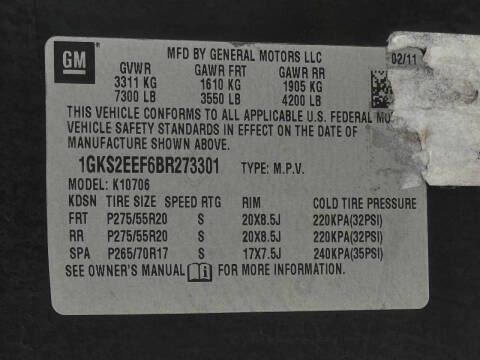 GM
MFD BY GENERAL MOTORS LLC
02/11
GVWR GAWR FRT GAWR RR
3311 KG 1610 KG 1905 KG
7300 LB 3550 LB 4200 LB
THIS VEHICLE CONFORMS TO ALL APPLICABLE U.S. FEDERAL
VEHICLE SAFETY STANDARDS IN EFFECT ON THE DATE OF
MANUFACTURE SHOWN ABOVE.
1GKS2EEF6BR273301 TYPE: M.P.V.
MODEL: K10706
KDSN TIRE SIZE SPEED RTG RIM COLD TIRE PRESSURE
FRT P275/55R20 S 20X8.5J 220KPA(32PSI)
RR P275/55R20 S 20X8.5J 220KPA(32PSI)
SPA P265/70R17 S 17X7.5J 240KPA(35PSI)
SEE OWNER'S MANUAL FOR MORE INFORMATION.